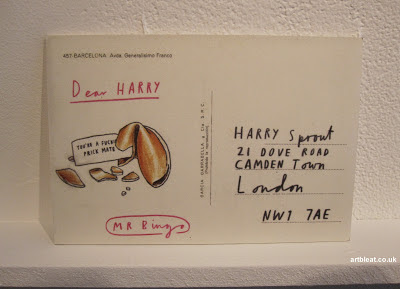 457-BARCELONA. Avda. Generalisimo Franco
Dear HARRY
YOU'RE A FUCKING
PRICK MATE
MR Bingo
HARRY Sprout
21 DOVE ROAD
CAMDEN TOWN
London
NW1 7AE
artbloat.co.uk